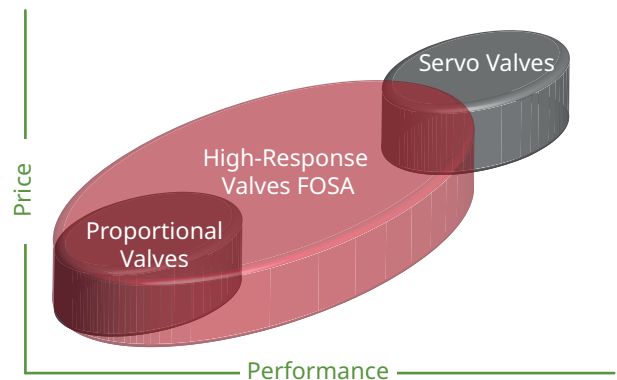 Servo Valves
High-Response
Valves FOSA
Proportional
Valves
Price
Performance